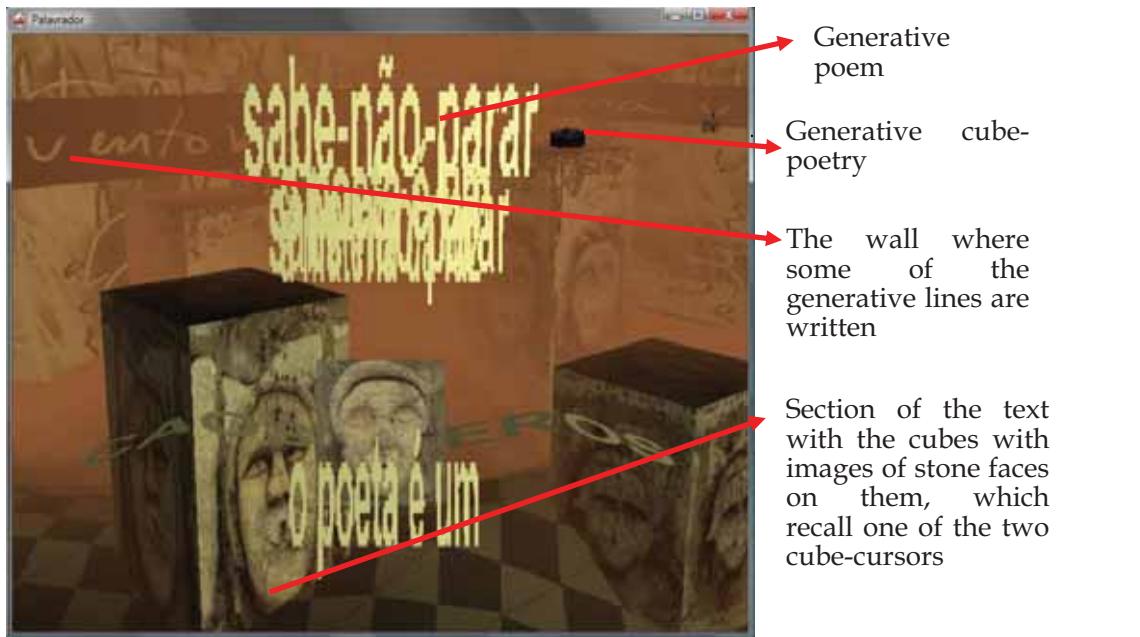 Palavrador
sabe-não-parar
vento
o poeta é um
Generative
poem
Generative cube-
poetry
The wall where
some of the
generative lines are
written
Section of the text
with the cubes with
images of stone faces
on them, which
recall one of the two
cube-cursors